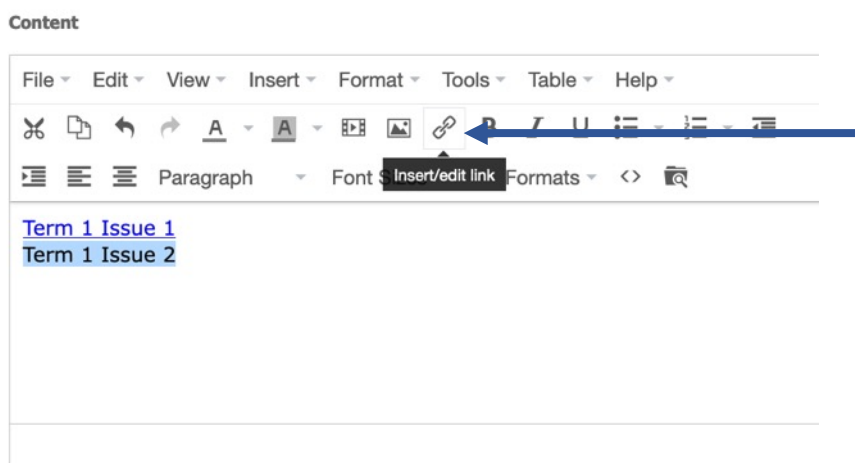 Content
File Edit View Insert Format Tools Table Help
A A B I U
Paragraph Font Sizes Formats <>
Insert/edit link
Term 1 Issue 1
Term 1 Issue 2